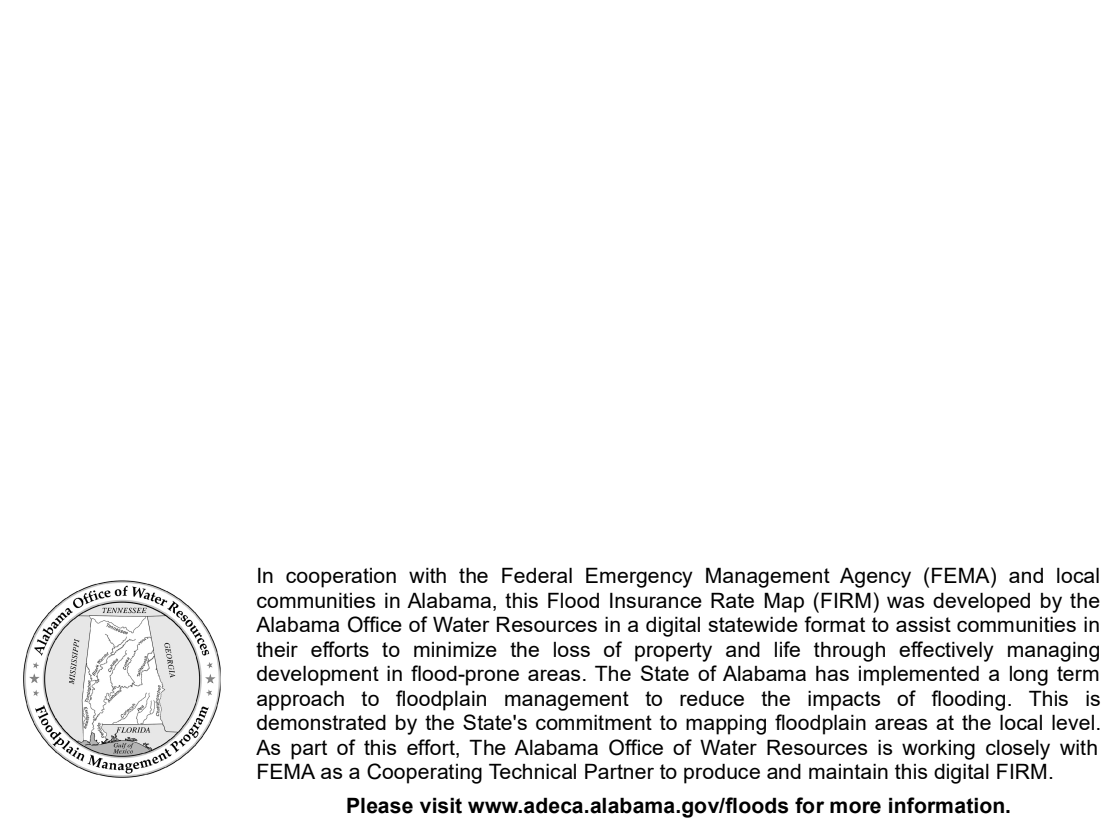 Alabama Office of Water Resources
TENNESSEE
MISSISSIPPI
GEORGIA
FLORIDA
Gulf of
Mexico
Floodplain Management Program
In cooperation with the Federal Emergency Management Agency (FEMA) and local
communities in Alabama, this Flood Insurance Rate Map (FIRM) was developed by the
Alabama Office of Water Resources in a digital statewide format to assist communities in
their efforts to minimize the loss of property and life through effectively managing
development in flood-prone areas. The State of Alabama has implemented a long term
approach to floodplain management to reduce the impacts of flooding. This is
demonstrated by the State's commitment to mapping floodplain areas at the local level.
As part of this effort, The Alabama Office of Water Resources is working closely with
FEMA as a Cooperating Technical Partner to produce and maintain this digital FIRM.
Please visit www.adeca.alabama.gov/floods for more information.